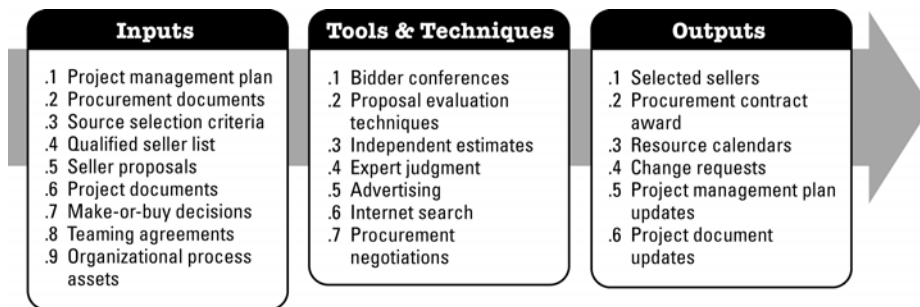 Inputs
.1 Project management plan
.2 Procurement documents
.3 Source selection criteria
.4 Qualified seller list
.5 Seller proposals
.6 Project documents
.7 Make-or-buy decisions
.8 Teaming agreements
.9 Organizational process
assets
Tools & Techniques
.1 Bidder conferences
.2 Proposal evaluation
techniques
.3 Independent estimates
.4 Expert judgment
.5 Advertising
.6 Internet search
.7 Procurement
negotiations
Outputs
.1 Selected sellers
.2 Procurement contract
award
.3 Resource calendars
.4 Change requests
.5 Project management plan
updates
.6 Project document
updates